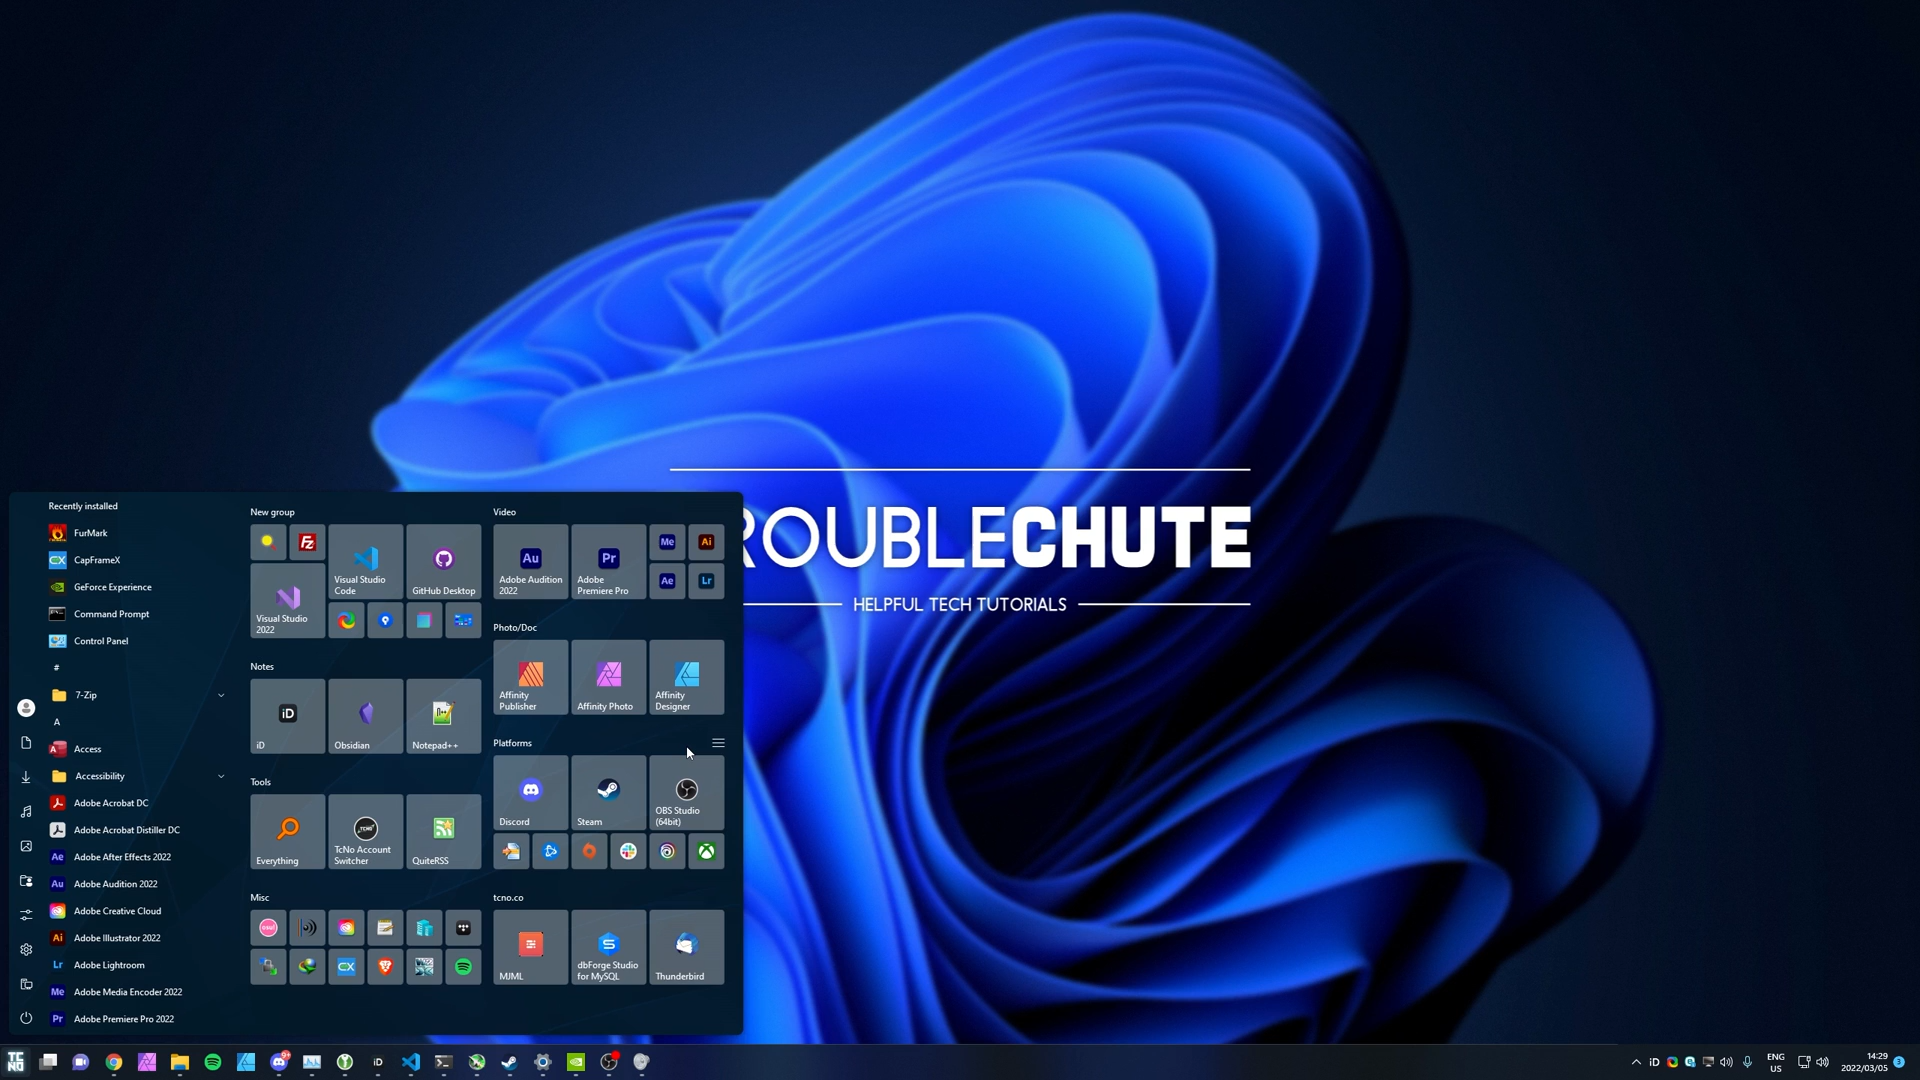 ROUBLECHUTE
HELPFUL TECH TUTORIALS
Recently installed
FurMark
CapFrameX
GeForce Experience
Command Prompt
Control Panel
#
7-Zip
A
Access
Accessibility
Adobe Acrobat DC
Adobe Acrobat Distiller DC
Adobe After Effects 2022
Adobe Audition 2022
Adobe Creative Cloud
Adobe Illustrator 2022
Adobe Lightroom
Adobe Media Encoder 2022
Adobe Premiere Pro 2022
New group
Visual Studio
Code
GitHub Desktop
Visual Studio
2022
Notes
iD
Obsidian
Notepad++
Tools
Everything
TcNo Account
Switcher
QuiteRSS
Misc
Video
Adobe Audition
2022
Adobe
Premiere Pro
Me
Ai
Ae
Lr
Photo/Doc
Affinity
Publisher
Affinity Photo
Affinity
Designer
Platforms
Discord
Steam
OBS Studio
(64bit)
tcno.co
MJML
dbForge Studio
for MySQL
Thunderbird
ENG
US
14:29
2022/03/05
3